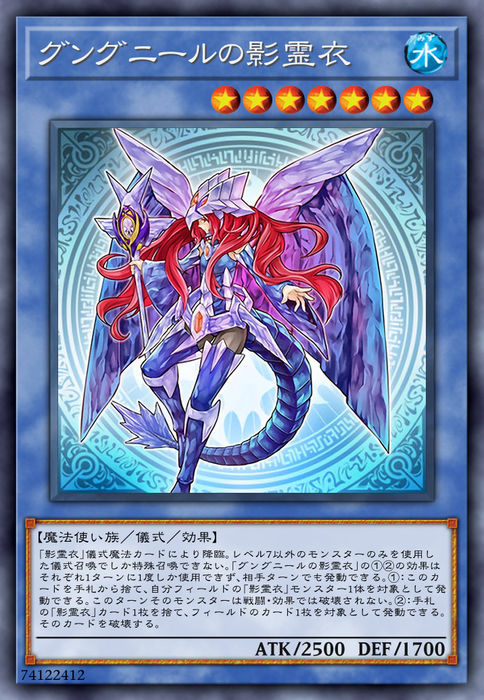 グングニールの影霊衣
みず
水
【魔法使い族／儀式／効果】
「影霊衣」儀式魔法カードにより降臨。レベル7以外のモンスターのみを使用し
た儀式召喚でしか特殊召喚できない。「グングニールの影霊衣」の①②の効果は
それぞれ1ターンに1度しか使用できず、相手ターンでも発動できる。①:このカ
ードを手札から捨て、自分フィールドの「影霊衣」モンスター1体を対象として発
動できる。このターンそのモンスターは戦闘・効果では破壊されない。②:手札
の「影霊衣」カード1枚を捨て、フィールドのカード1枚を対象として発動できる。
そのカードを破壊する。
ATK/2500 DEF/1700
74122412